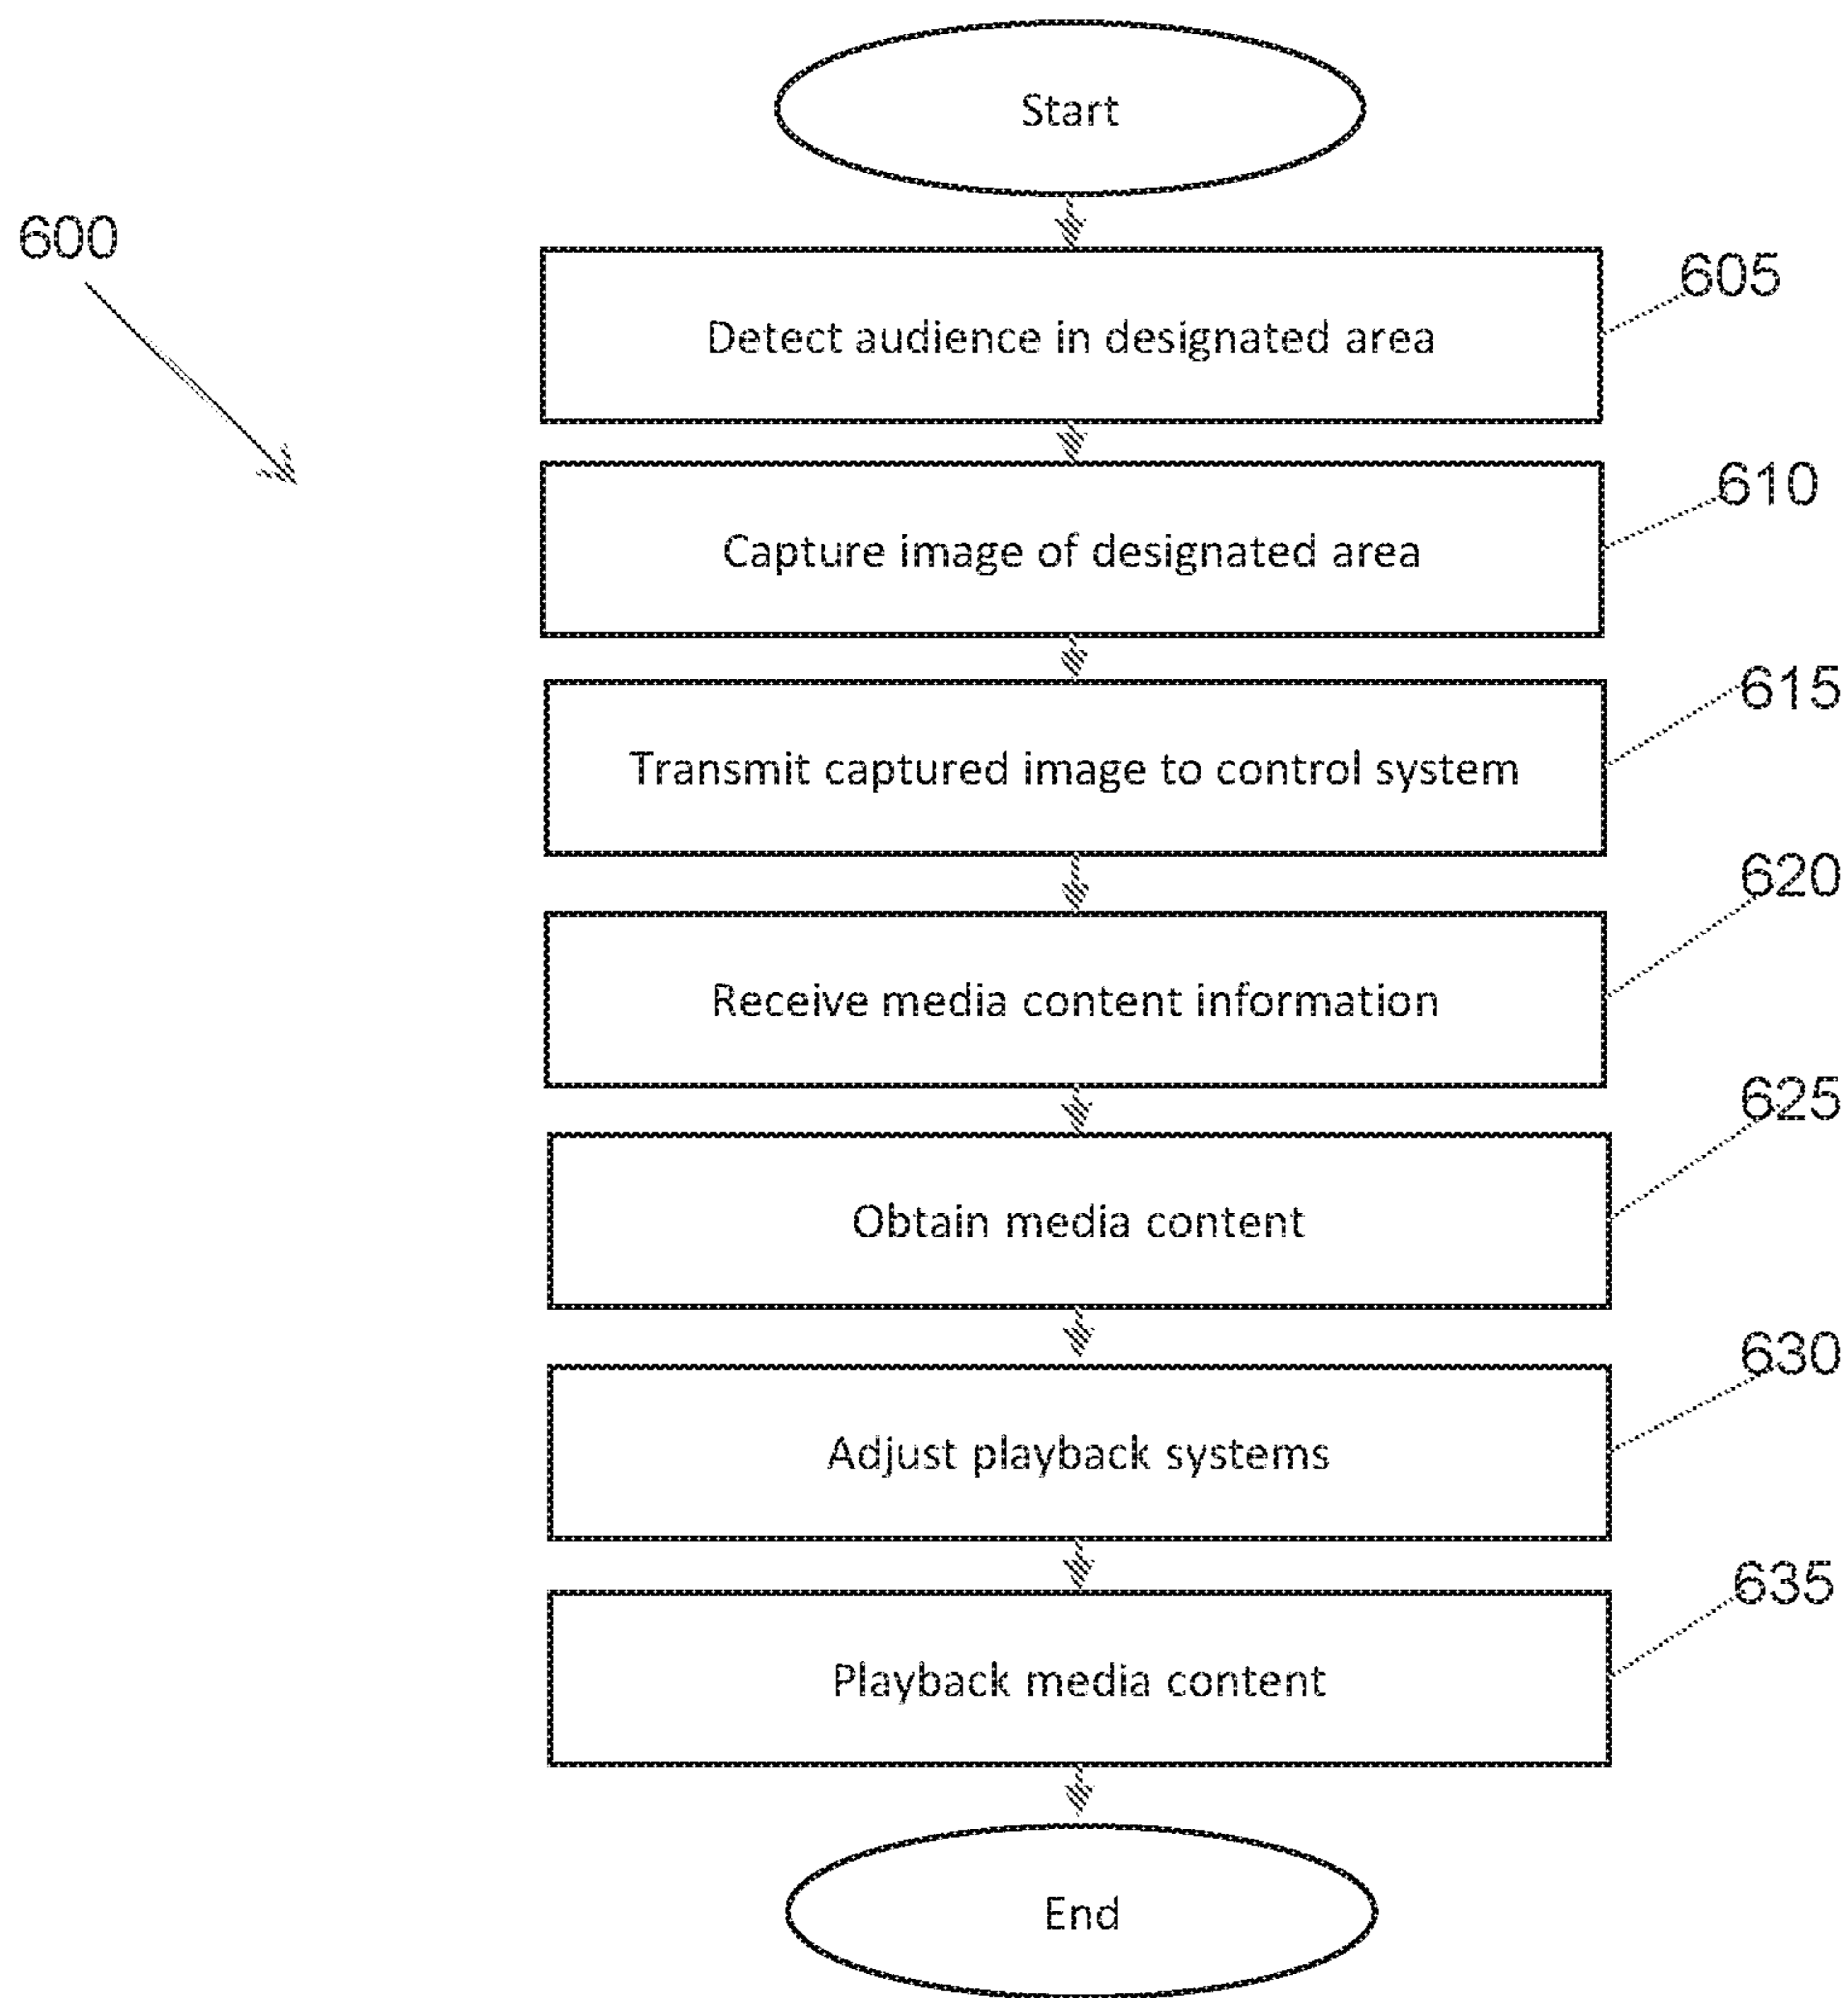 Start
600
605
Detect audience in designated area
610
Capture image of designated area
615
Transmit captured image to control system
620
Receive media content information
625
Obtain media content
630
Adjust playback systems
635
Playback media content
End